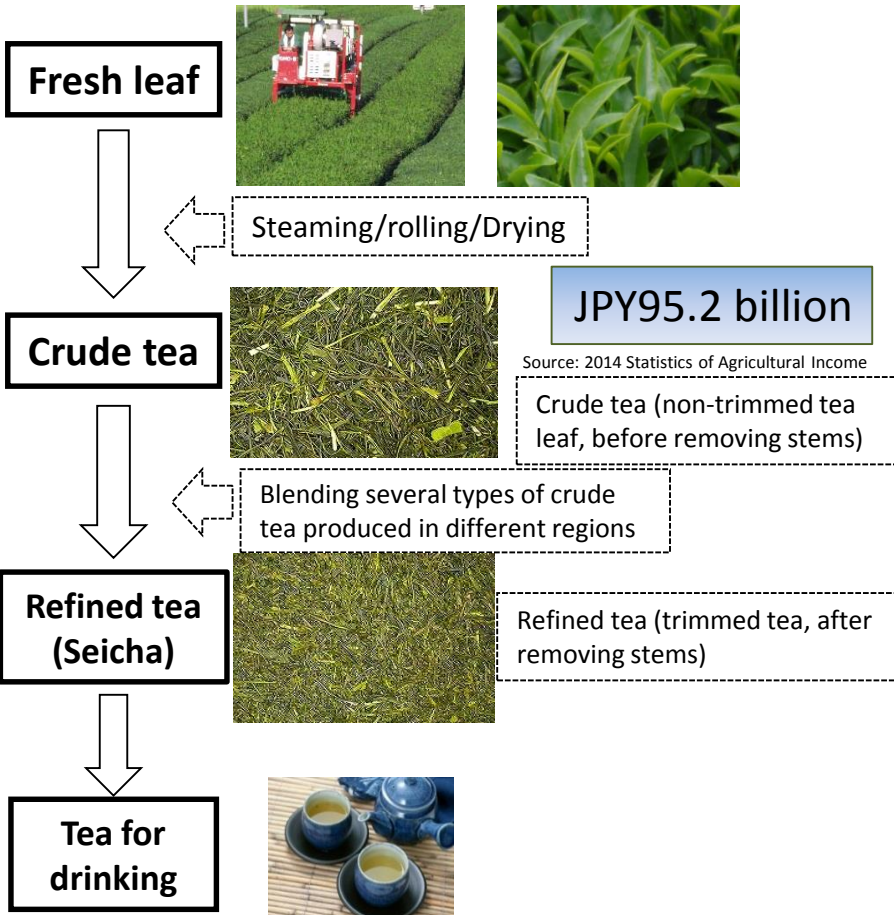 Fresh leaf
Steaming/rolling/Drying
JPY95.2 billion
Source: 2014 Statistics of Agricultural Income
Crude tea
Crude tea (non-trimmed tea
leaf, before removing stems)
Blending several types of crude
tea produced in different regions
Refined tea
(Seicha)
Refined tea (trimmed tea, after
removing stems)
Tea for
drinking